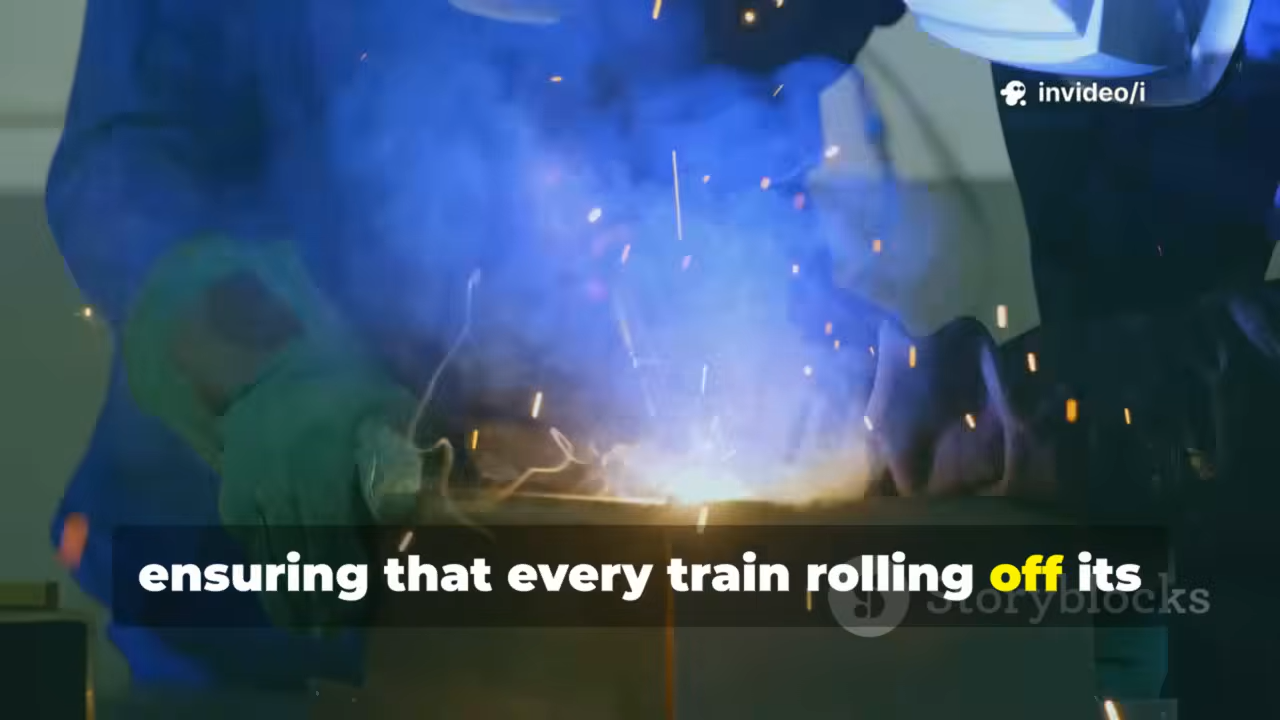 invideo/i
ensuring that every train rolling off its
Storyblocks